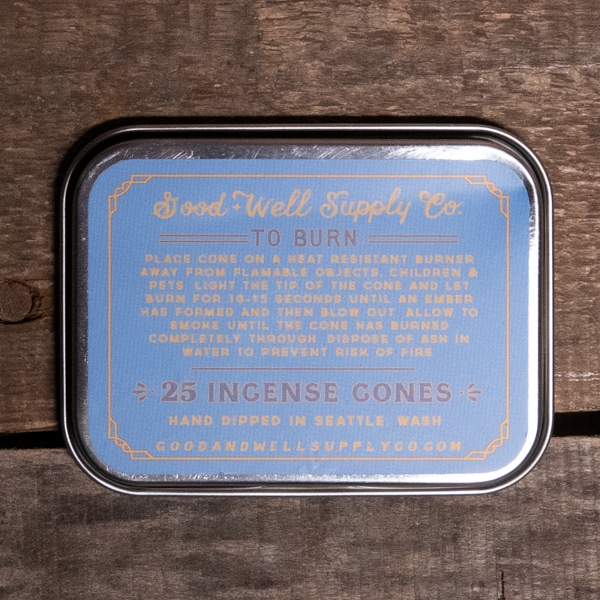 Good + Well Supply Co.
TO BURN
PLACE CONE ON A HEAT RESISTANT BURNER
AWAY FROM FLAMABLE OBJECTS, CHILDREN &
PETS. LIGHT THE TIP OF THE CONE AND LET
BURN FOR 10-15 SECONDS UNTIL AN EMBER
HAS FORMED AND THEN BLOW OUT. ALLOW TO
SMOKE UNTIL THE CONE HAS BURNED
COMPLETELY THROUGH. DISPOSE OF ASH IN
WATER TO PREVENT RISK OF FIRE
25 INCENSE CONES
HAND DIPPED IN SEATTLE, WASH
GOODANDWELLSUPPLYCO.COM